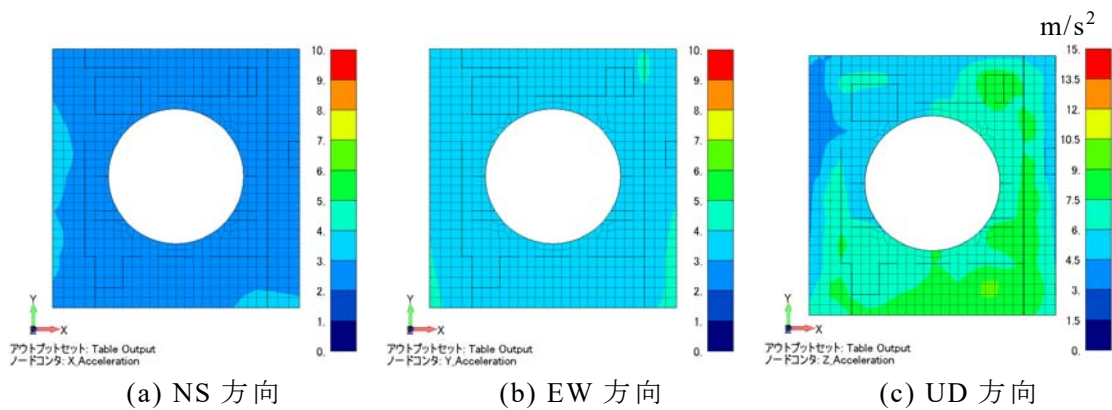 m/s²
10.
9.
8.
7.
6.
5.
4.
3.
2.
1.
0.
Y
Z
X
アウトプットセット: Table Output
ノードコンタ: X_Acceleration
(a) NS 方向
10.
9.
8.
7.
6.
5.
4.
3.
2.
1.
0.
Y
Z
X
アウトプットセット: Table Output
ノードコンタ: Y_Acceleration
(b) EW 方向
15.
13.5
12.
10.5
9.
7.5
6.
4.5
3.
1.5
0.
Y
Z
X
アウトプットセット: Table Output
ノードコンタ: Z_Acceleration
(c) UD 方向